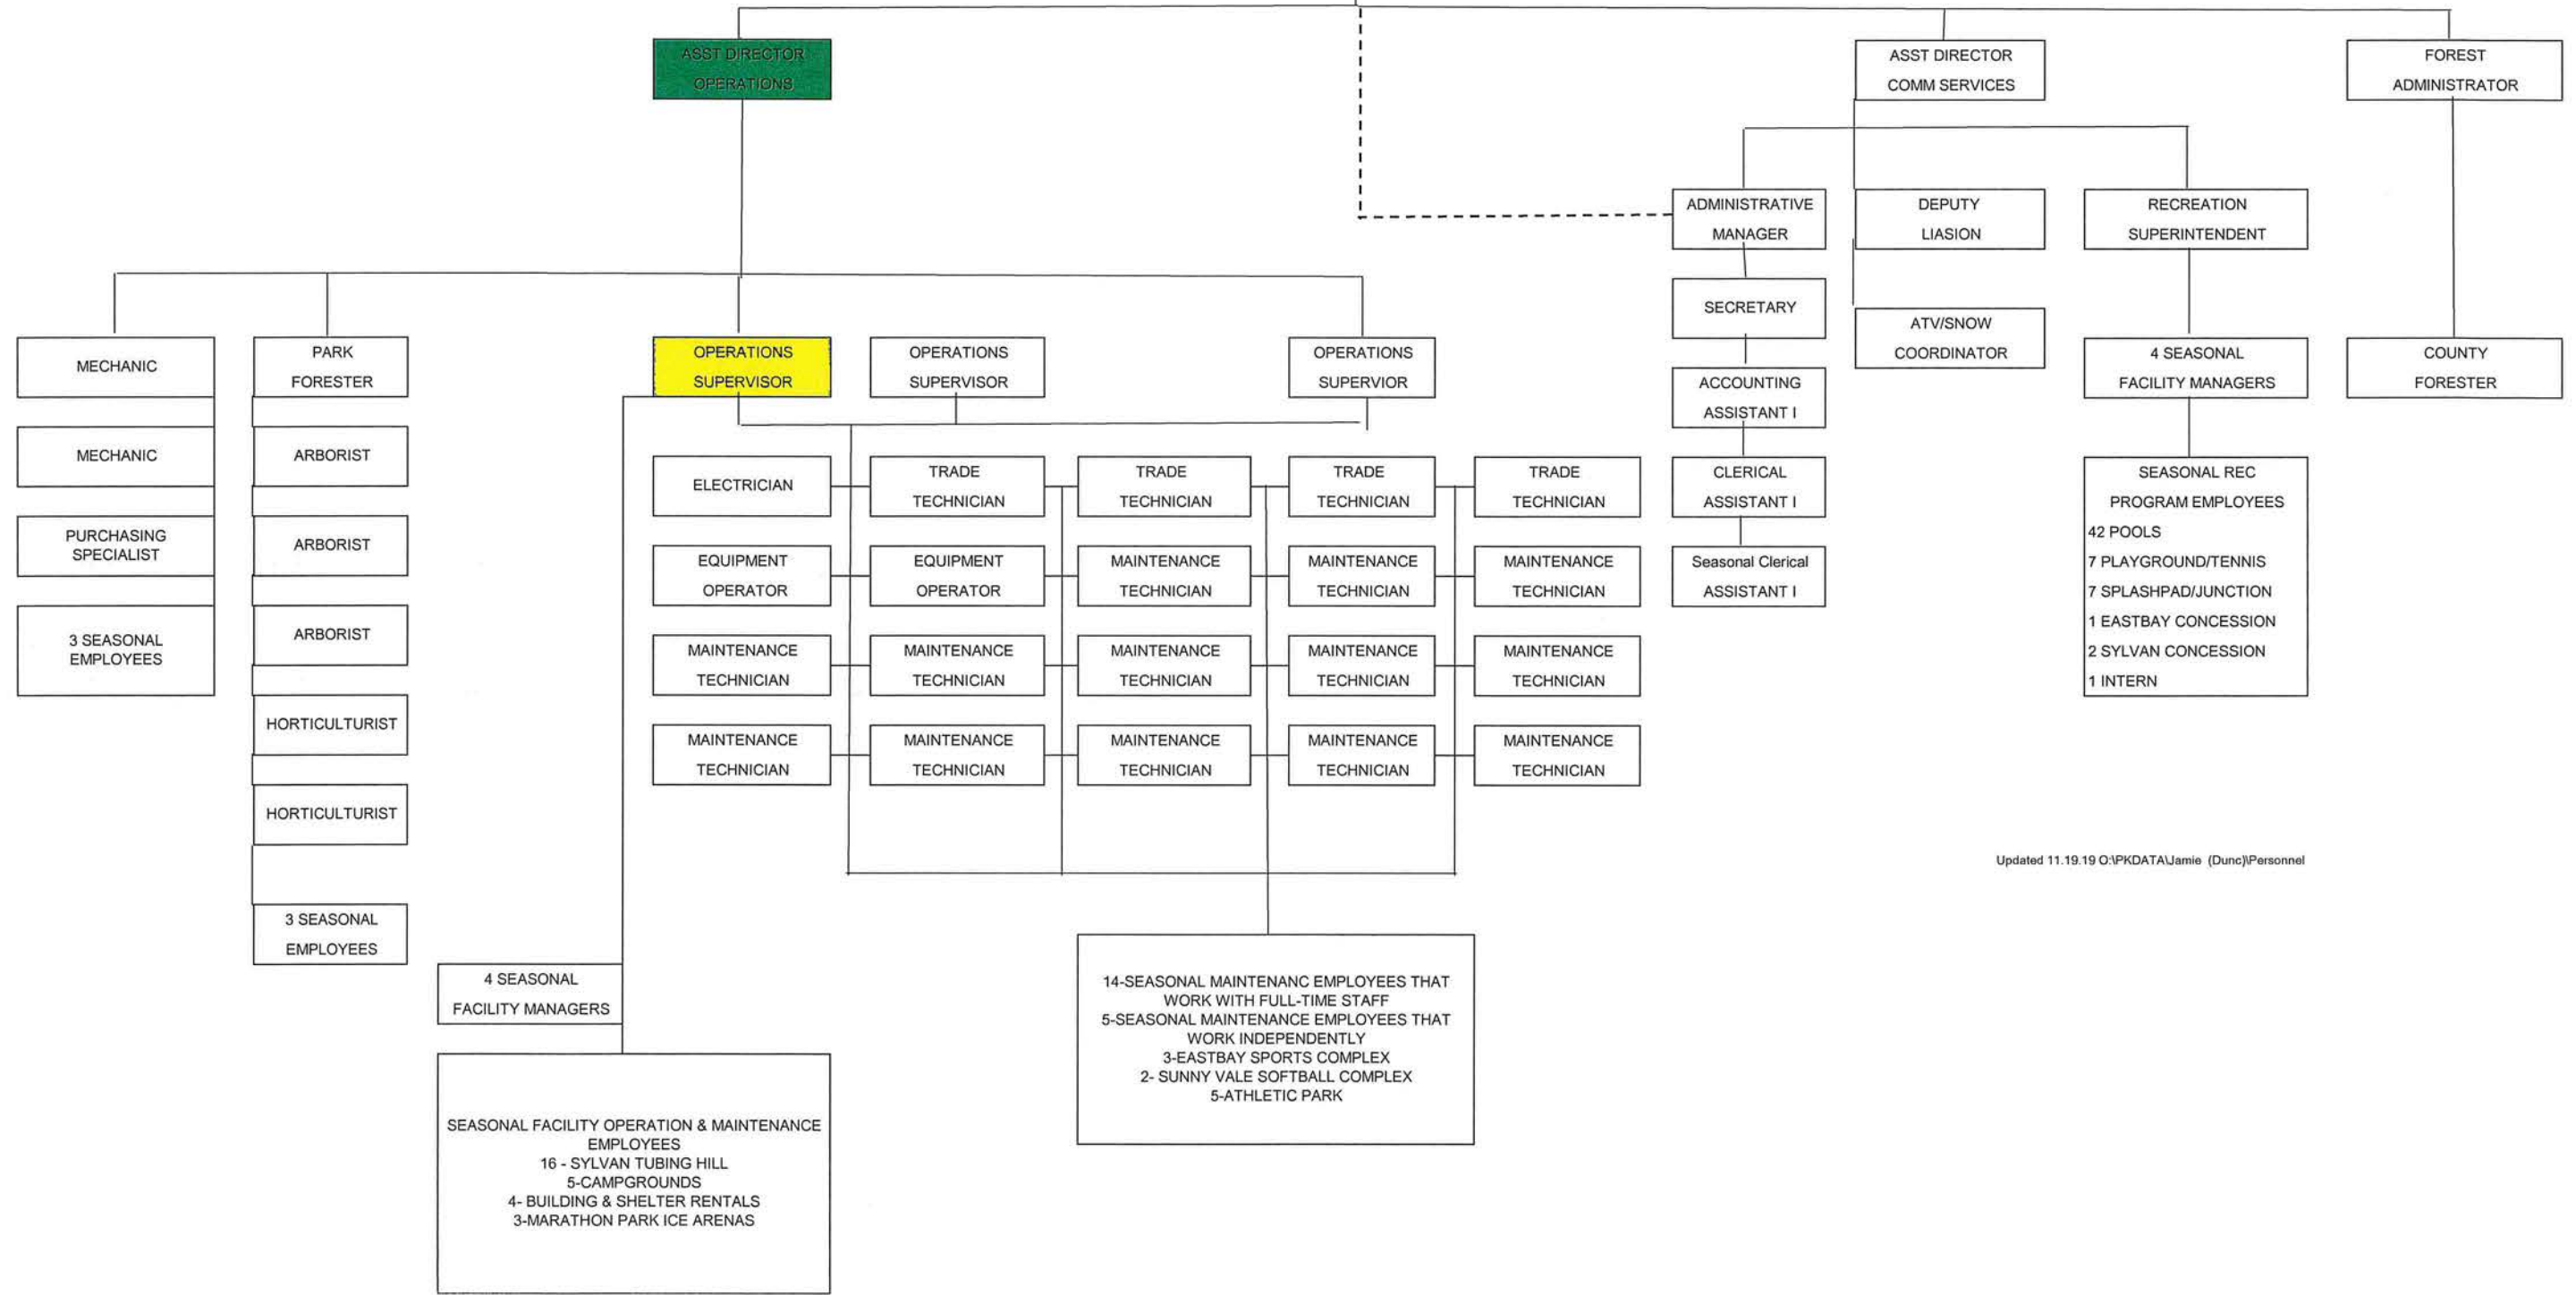 ASST DIRECTOR
OPERATIONS
ASST DIRECTOR
COMM SERVICES
FOREST
ADMINISTRATOR
ADMINISTRATIVE
MANAGER
DEPUTY
LIASION
RECREATION
SUPERINTENDENT
SECRETARY
ATV/SNOW
COORDINATOR
MECHANIC
PARK
FORESTER
OPERATIONS
SUPERVISOR
OPERATIONS
SUPERVISOR
OPERATIONS
SUPERVIOR
4 SEASONAL
FACILITY MANAGERS
COUNTY
FORESTER
ACCOUNTING
ASSISTANT I
MECHANIC
ARBORIST
ELECTRICIAN
TRADE
TECHNICIAN
TRADE
TECHNICIAN
TRADE
TECHNICIAN
TRADE
TECHNICIAN
CLERICAL
ASSISTANT I
SEASONAL REC
PROGRAM EMPLOYEES
42 POOLS
7 PLAYGROUND/TENNIS
7 SPLASHPAD/JUNCTION
1 EASTBAY CONCESSION
2 SYLVAN CONCESSION
1 INTERN
PURCHASING
SPECIALIST
ARBORIST
EQUIPMENT
OPERATOR
EQUIPMENT
OPERATOR
MAINTENANCE
TECHNICIAN
MAINTENANCE
TECHNICIAN
MAINTENANCE
TECHNICIAN
Seasonal Clerical
ASSISTANT I
3 SEASONAL
EMPLOYEES
ARBORIST
MAINTENANCE
TECHNICIAN
MAINTENANCE
TECHNICIAN
MAINTENANCE
TECHNICIAN
MAINTENANCE
TECHNICIAN
MAINTENANCE
TECHNICIAN
HORTICULTURIST
MAINTENANCE
TECHNICIAN
MAINTENANCE
TECHNICIAN
MAINTENANCE
TECHNICIAN
MAINTENANCE
TECHNICIAN
MAINTENANCE
TECHNICIAN
HORTICULTURIST
Updated 11.19.19 O:\PKDATA\Jamie (Dunc)\Personnel
3 SEASONAL
EMPLOYEES
4 SEASONAL
FACILITY MANAGERS
14-SEASONAL MAINTENANC EMPLOYEES THAT
WORK WITH FULL-TIME STAFF
5-SEASONAL MAINTENANCE EMPLOYEES THAT
WORK INDEPENDENTLY
3-EASTBAY SPORTS COMPLEX
2- SUNNY VALE SOFTBALL COMPLEX
5-ATHLETIC PARK
SEASONAL FACILITY OPERATION & MAINTENANCE
EMPLOYEES
16 - SYLVAN TUBING HILL
5-CAMPGROUNDS
4- BUILDING & SHELTER RENTALS
3-MARATHON PARK ICE ARENAS